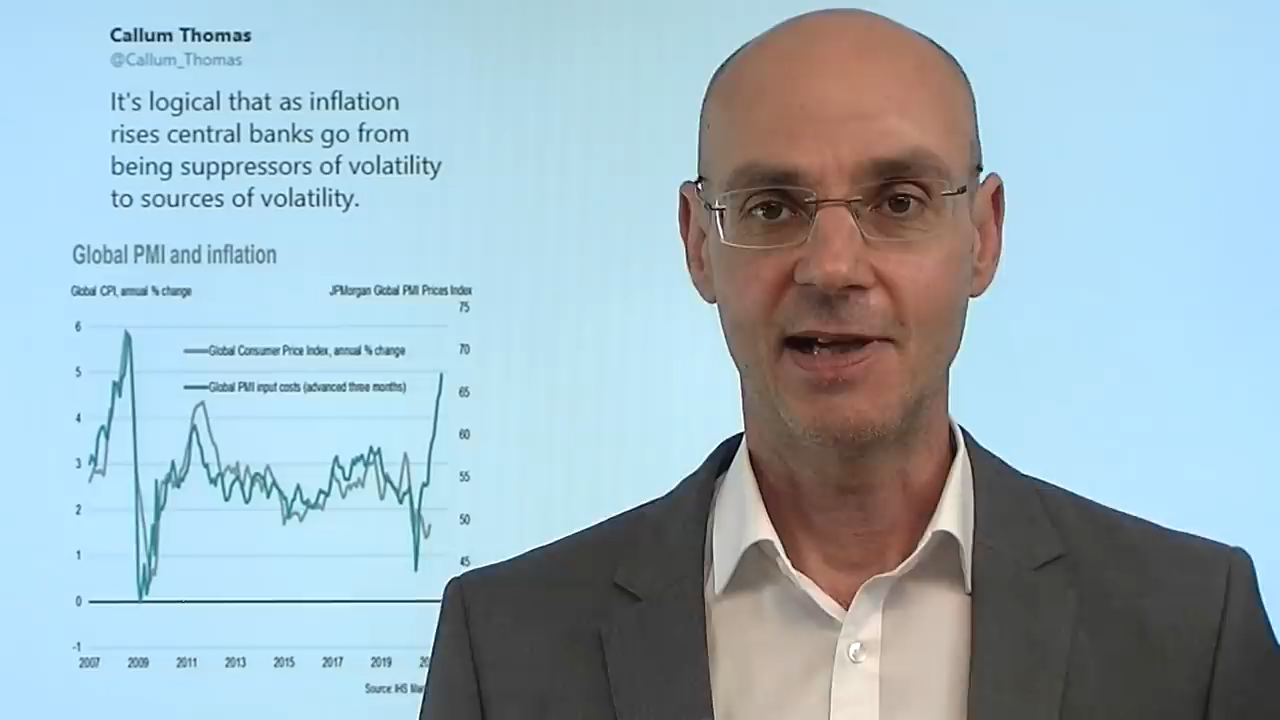 Callum Thomas
@Callum_Thomas
It's logical that as inflation
rises central banks go from
being suppressors of volatility
to sources of volatility.
Global PMI and inflation
Global CPI, annual % change
JPMorgan Global PMI Prices Index
75
6
70
Global Consumer Price Index, annual % change
5
Global PMI input costs (advanced three months)
65
4
60
3
55
2
50
1
45
0
-1
2007 2009 2011 2013 2015 2017 2019
Source: IHS